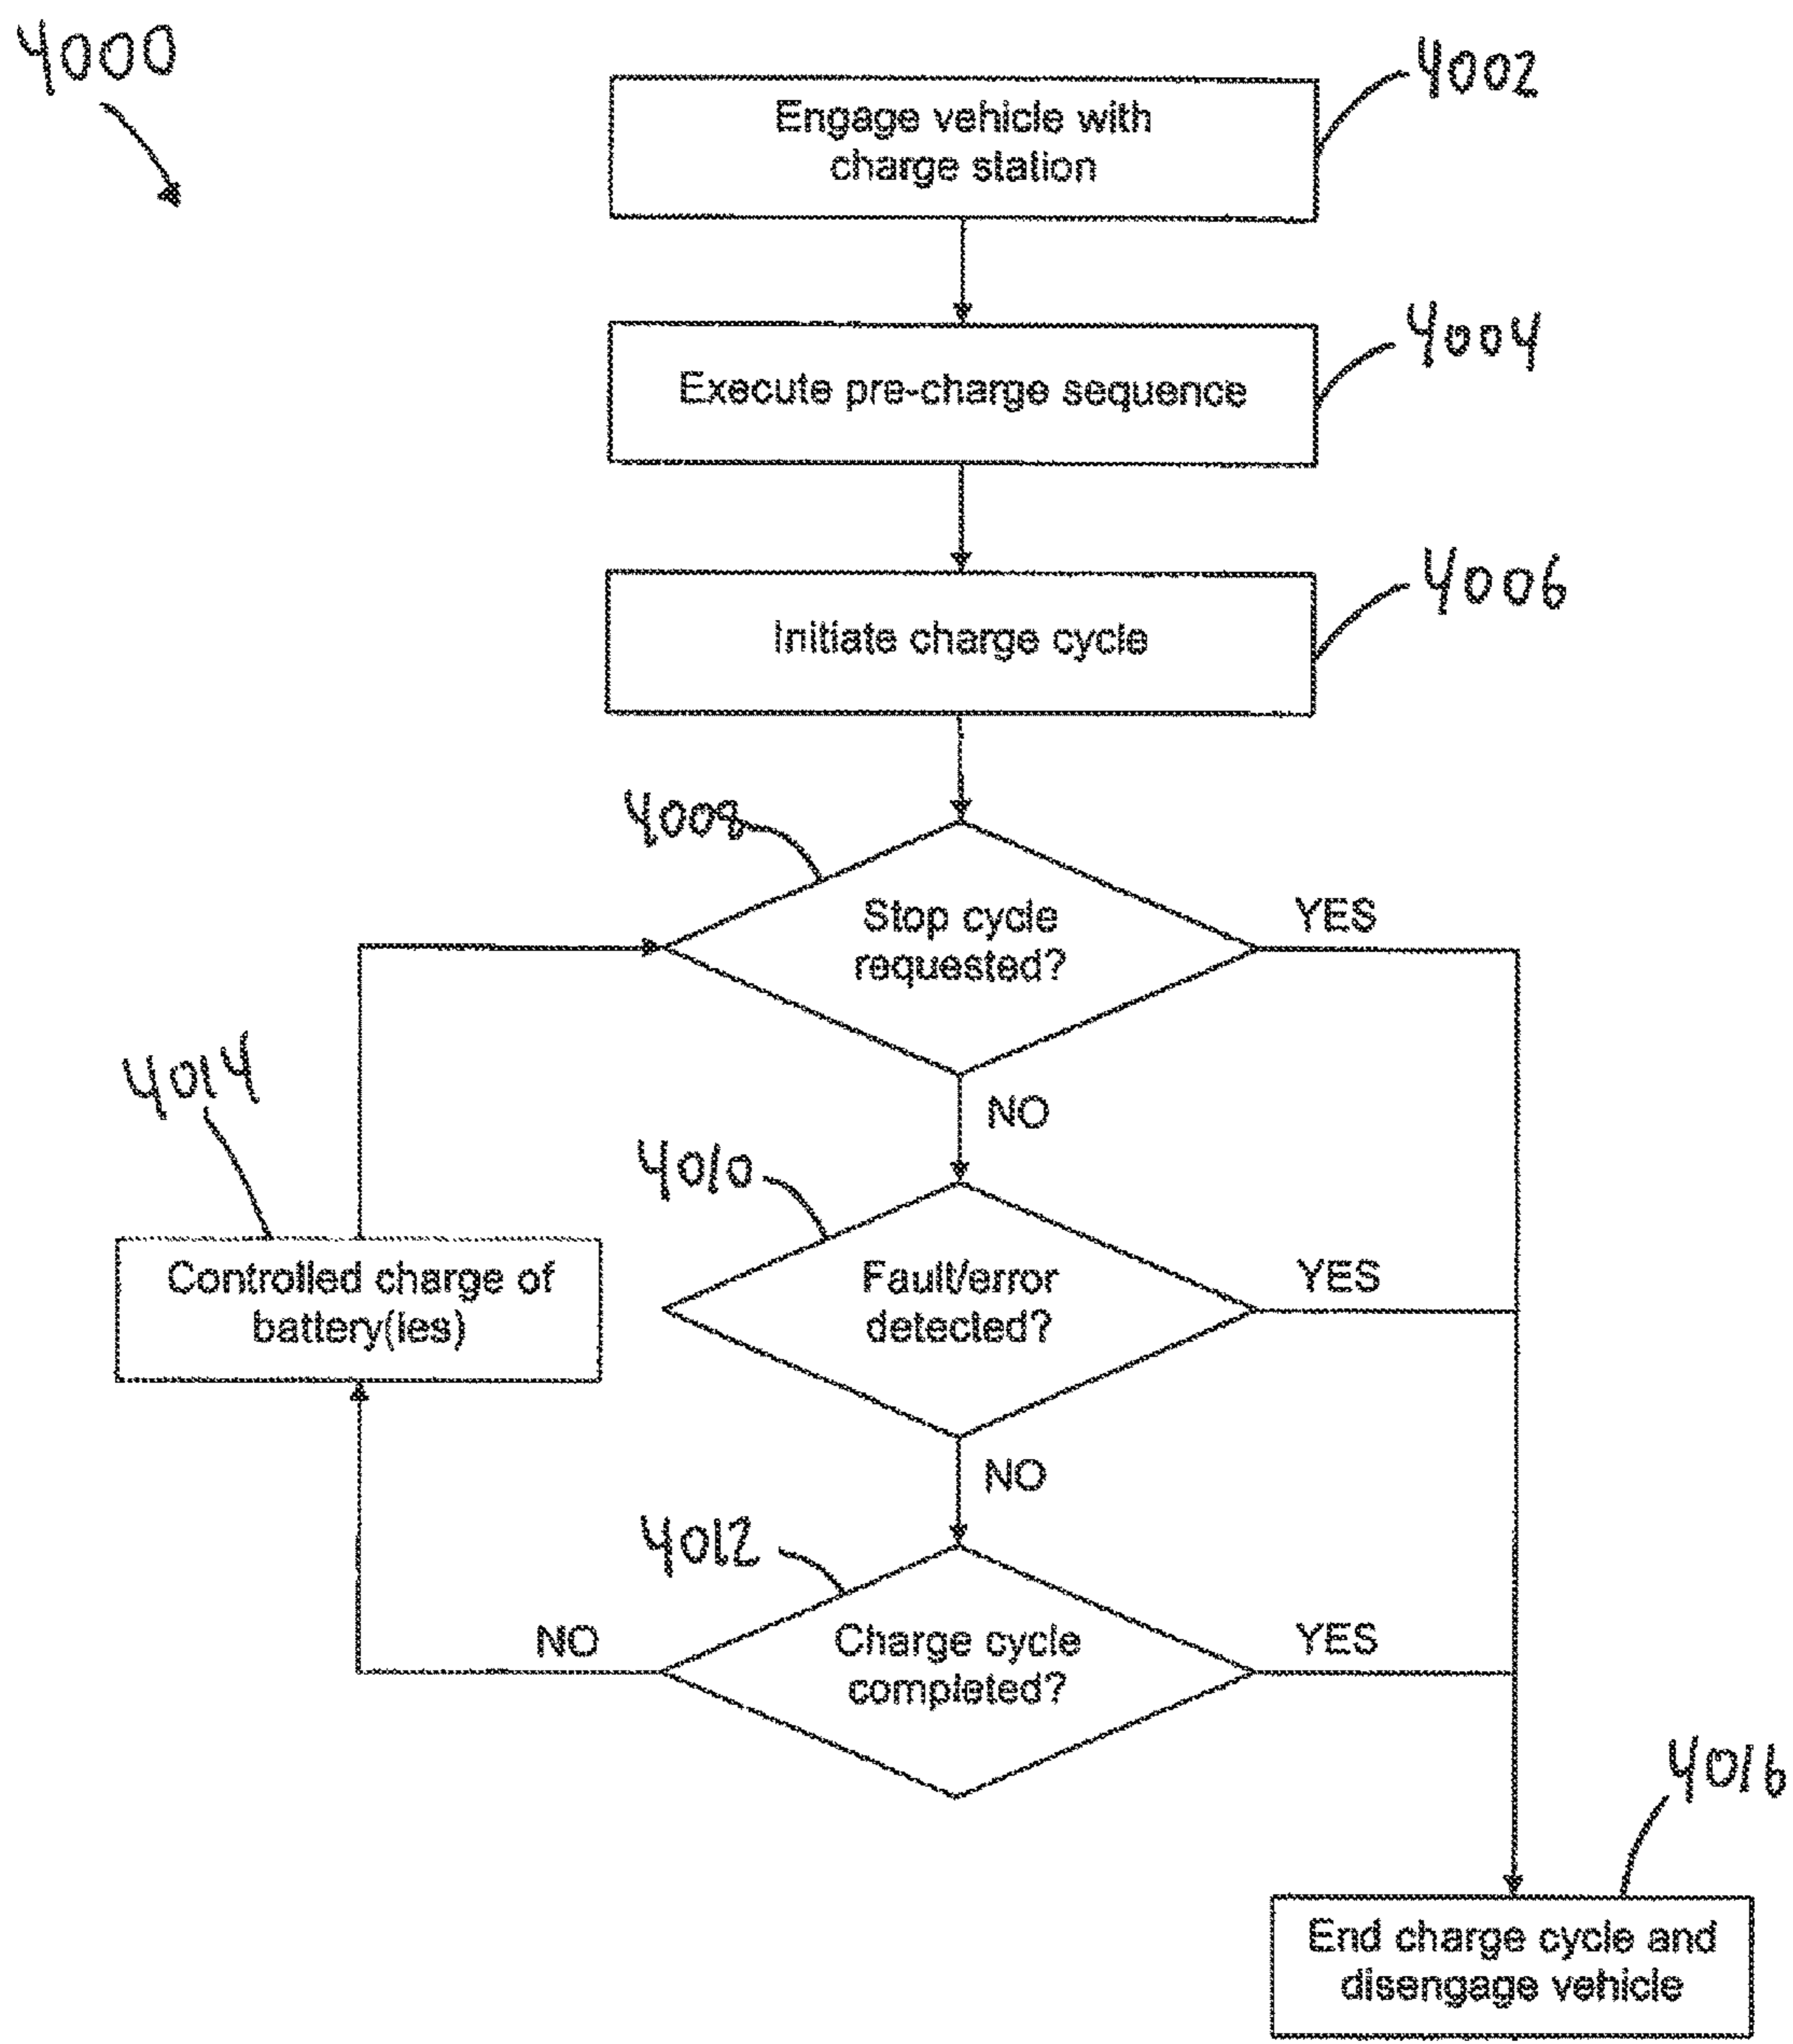 4000
4002
Engage vehicle with
charge station
4004
Execute pre-charge sequence
4006
Initiate charge cycle
4008
Stop cycle
requested?
YES
NO
4014
4010
Controlled charge of
battery(ies)
Fault/error
detected?
YES
NO
4012
NO
Charge cycle
completed?
YES
4016
End charge cycle and
disengage vehicle